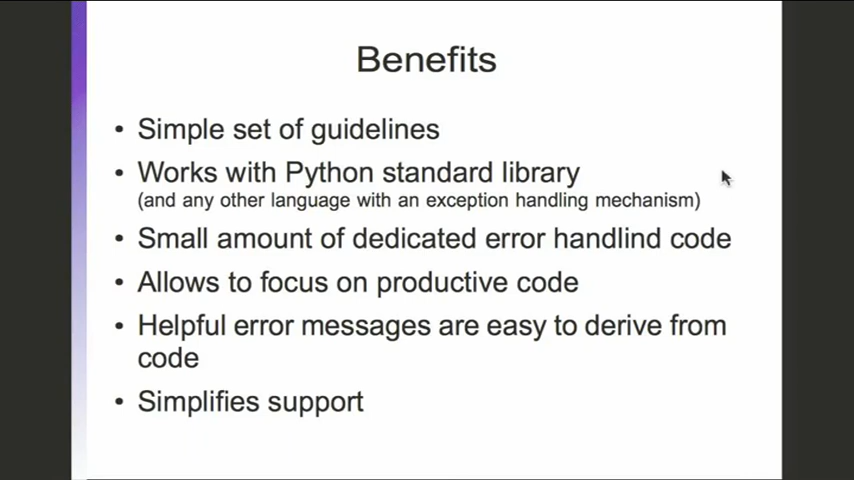 Benefits
• Simple set of guidelines
• Works with Python standard library
(and any other language with an exception handling mechanism)
• Small amount of dedicated error handlind code
• Allows to focus on productive code
• Helpful error messages are easy to derive from
code
• Simplifies support